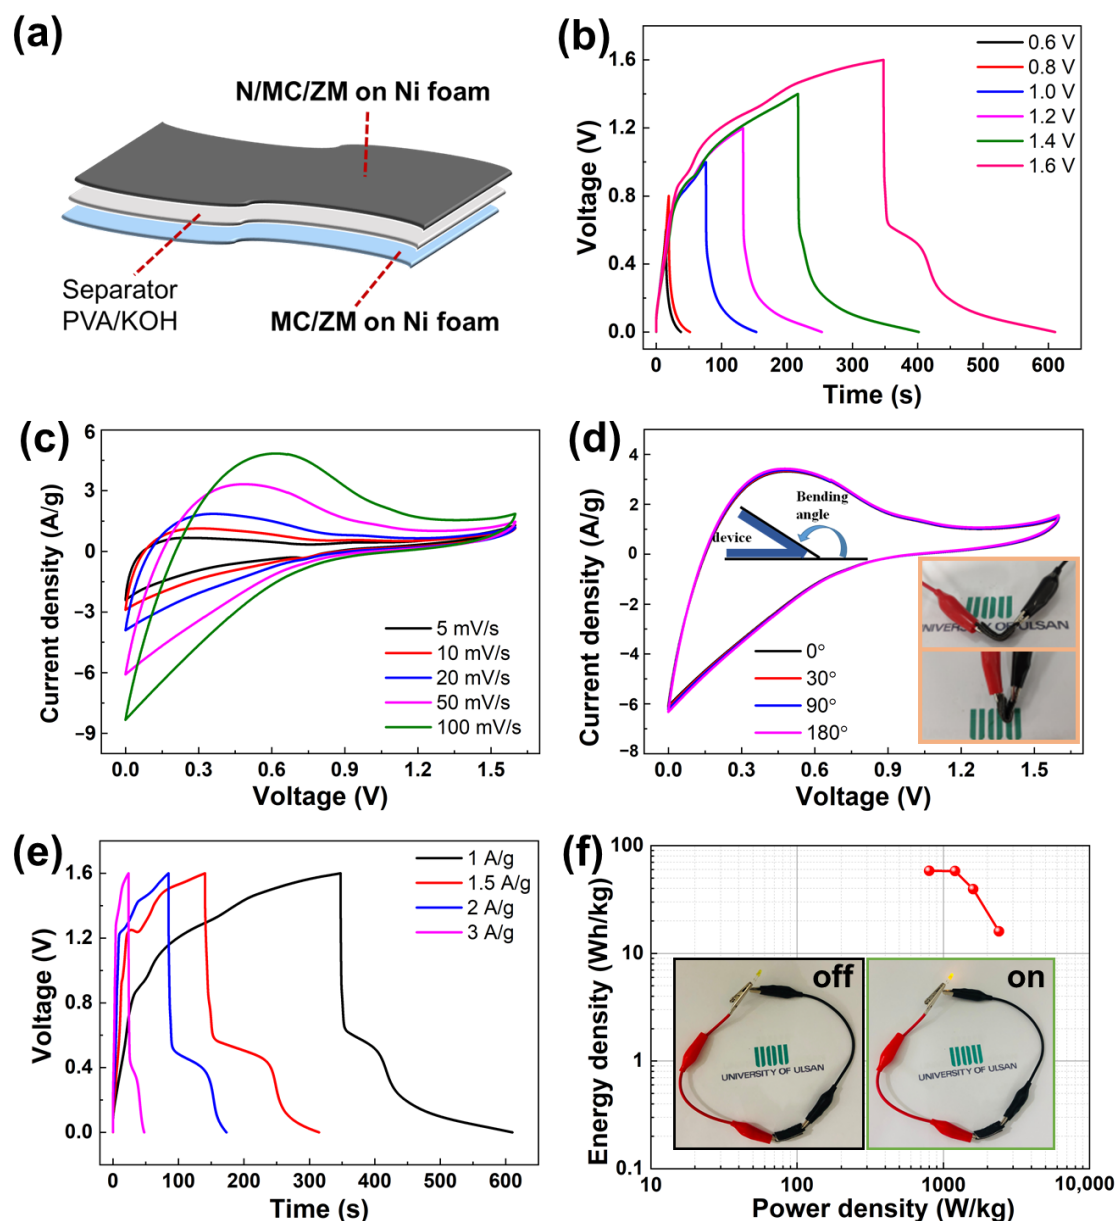 (a)
N/MC/ZM on Ni foam
Separator
PVA/KOH
MC/ZM on Ni foam
(b)
0.6 V
0.8 V
1.0 V
1.2 V
1.4 V
1.6 V
1.6
1.2
0.8
0.4
0.0
Voltage (V)
0 100 200 300 400 500 600
Time (s)
(c)
6
3
0
−3
−6
−9
Current density (A/g)
5 mV/s
10 mV/s
20 mV/s
50 mV/s
100 mV/s
0.0 0.3 0.6 0.9 1.2 1.5
Voltage (V)
(d)
4
2
0
−2
−4
−6
−8
Current density (A/g)
Bending
angle
device
0°
30°
90°
180°
UNIVERSITY OF ULSAN
0.0 0.3 0.6 0.9 1.2 1.5
Voltage (V)
(e)
1 A/g
1.5 A/g
2 A/g
3 A/g
1.6
1.2
0.8
0.4
0.0
Voltage (V)
0 100 200 300 400 500 600
Time (s)
(f)
100
10
1
0.1
Energy density (Wh/kg)
off
on
UNIVERSITY OF ULSAN
UNIVERSITY OF ULSAN
10 100 1000 10,000
Power density (W/kg)